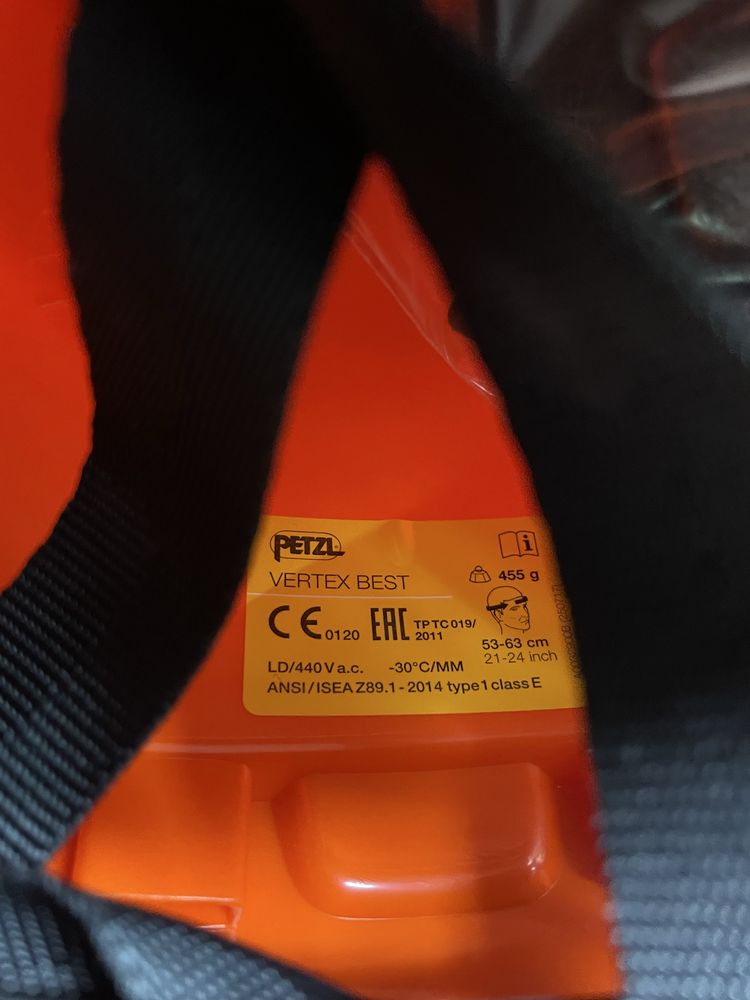 PETZL
i
VERTEX BEST
455 g
CE 0120 EAC TP TC 019/
2011
53-63 cm
21-24 inch
LD/440 V a.c. -30°C/MM
ANSI/ISEA Z89.1 - 2014 type 1 class E